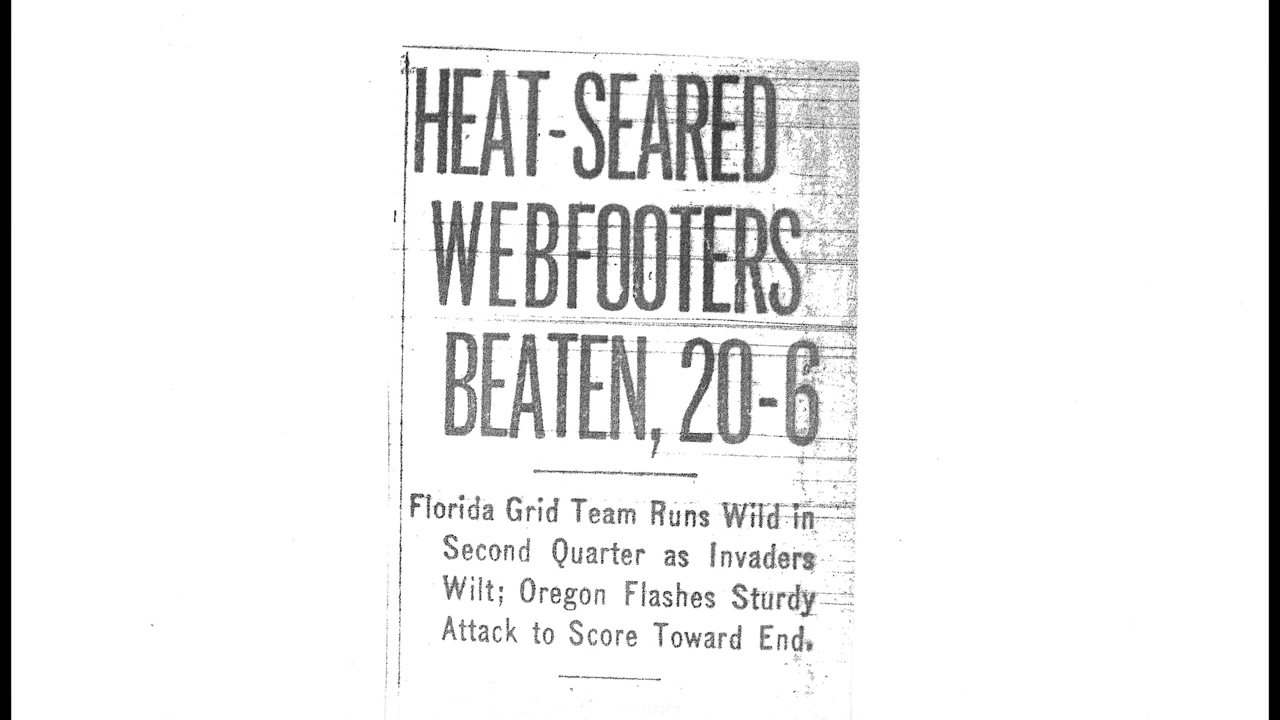 HEAT-SEARED
WEBFOOTERS
BEATEN, 20-6
Florida Grid Team Runs Wild in
Second Quarter as Invaders
Wilt; Oregon Flashes Sturdy
Attack to Score Toward End.